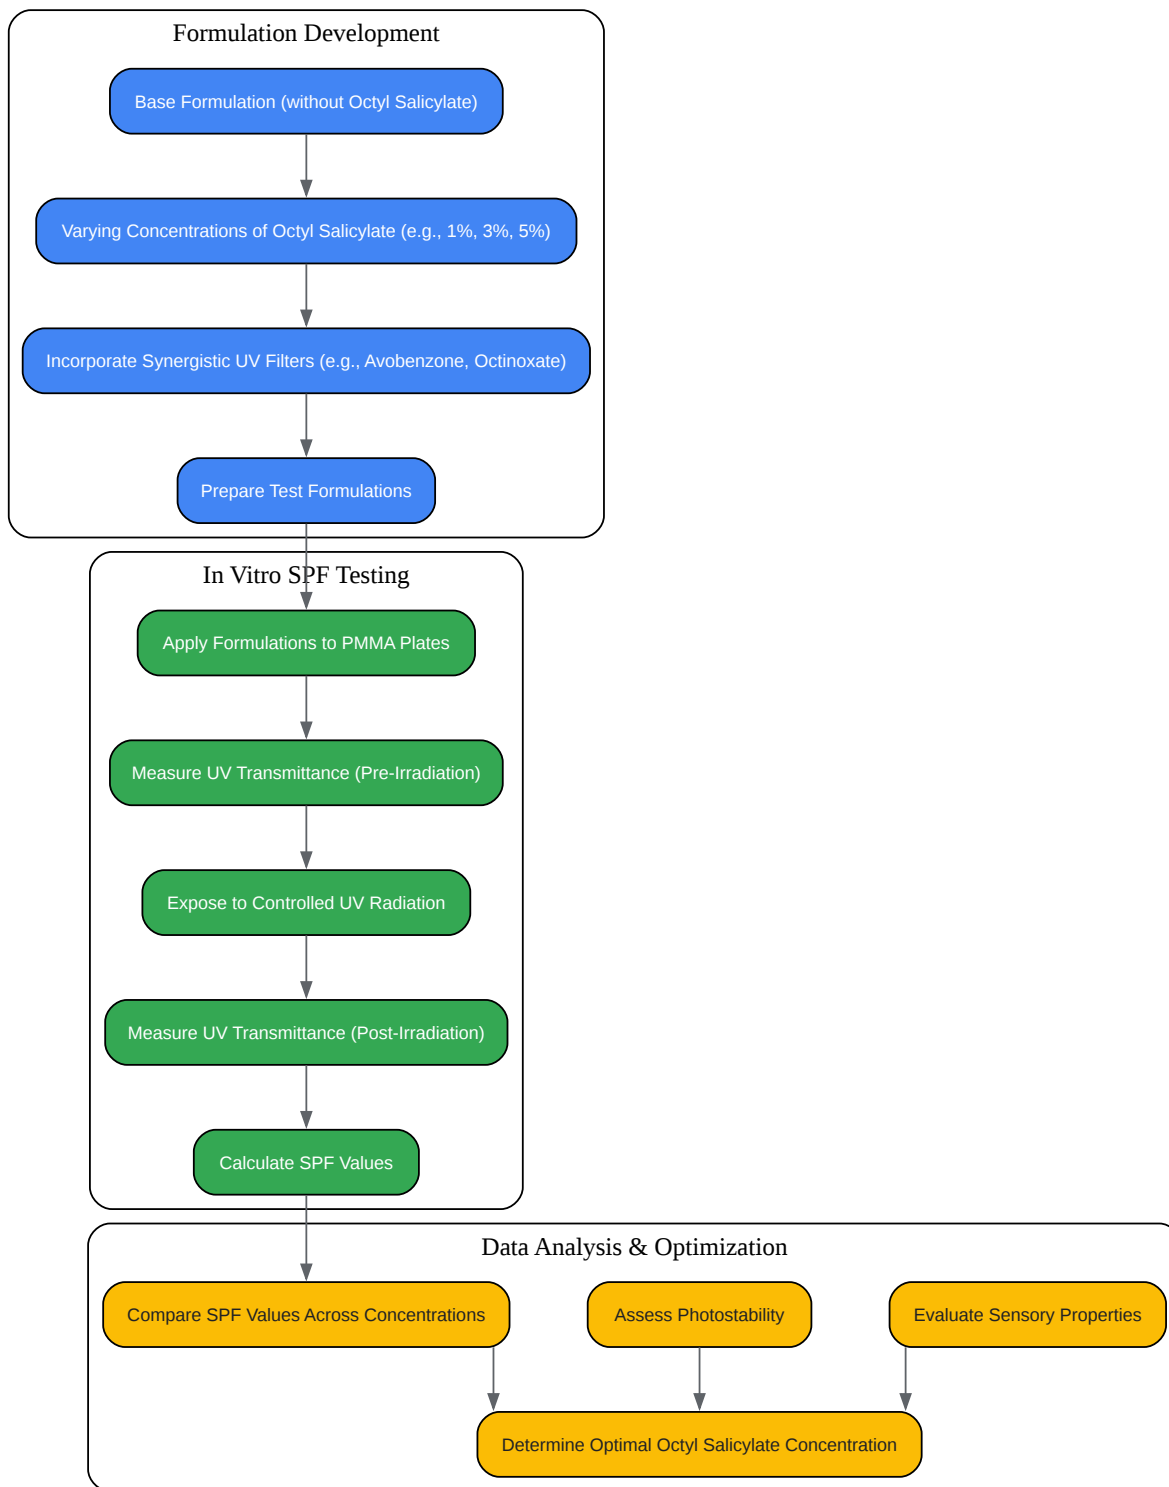 Formulation Development
Base Formulation (without Octyl Salicylate)
Varying Concentrations of Octyl Salicylate (e.g., 1%, 3%, 5%)
Incorporate Synergistic UV Filters (e.g., Avobenzone, Octinoxate)
Prepare Test Formulations
In Vitro SPF Testing
Apply Formulations to PMMA Plates
Measure UV Transmittance (Pre-Irradiation)
Expose to Controlled UV Radiation
Measure UV Transmittance (Post-Irradiation)
Calculate SPF Values
Data Analysis & Optimization
Compare SPF Values Across Concentrations
Assess Photostability
Evaluate Sensory Properties
Determine Optimal Octyl Salicylate Concentration